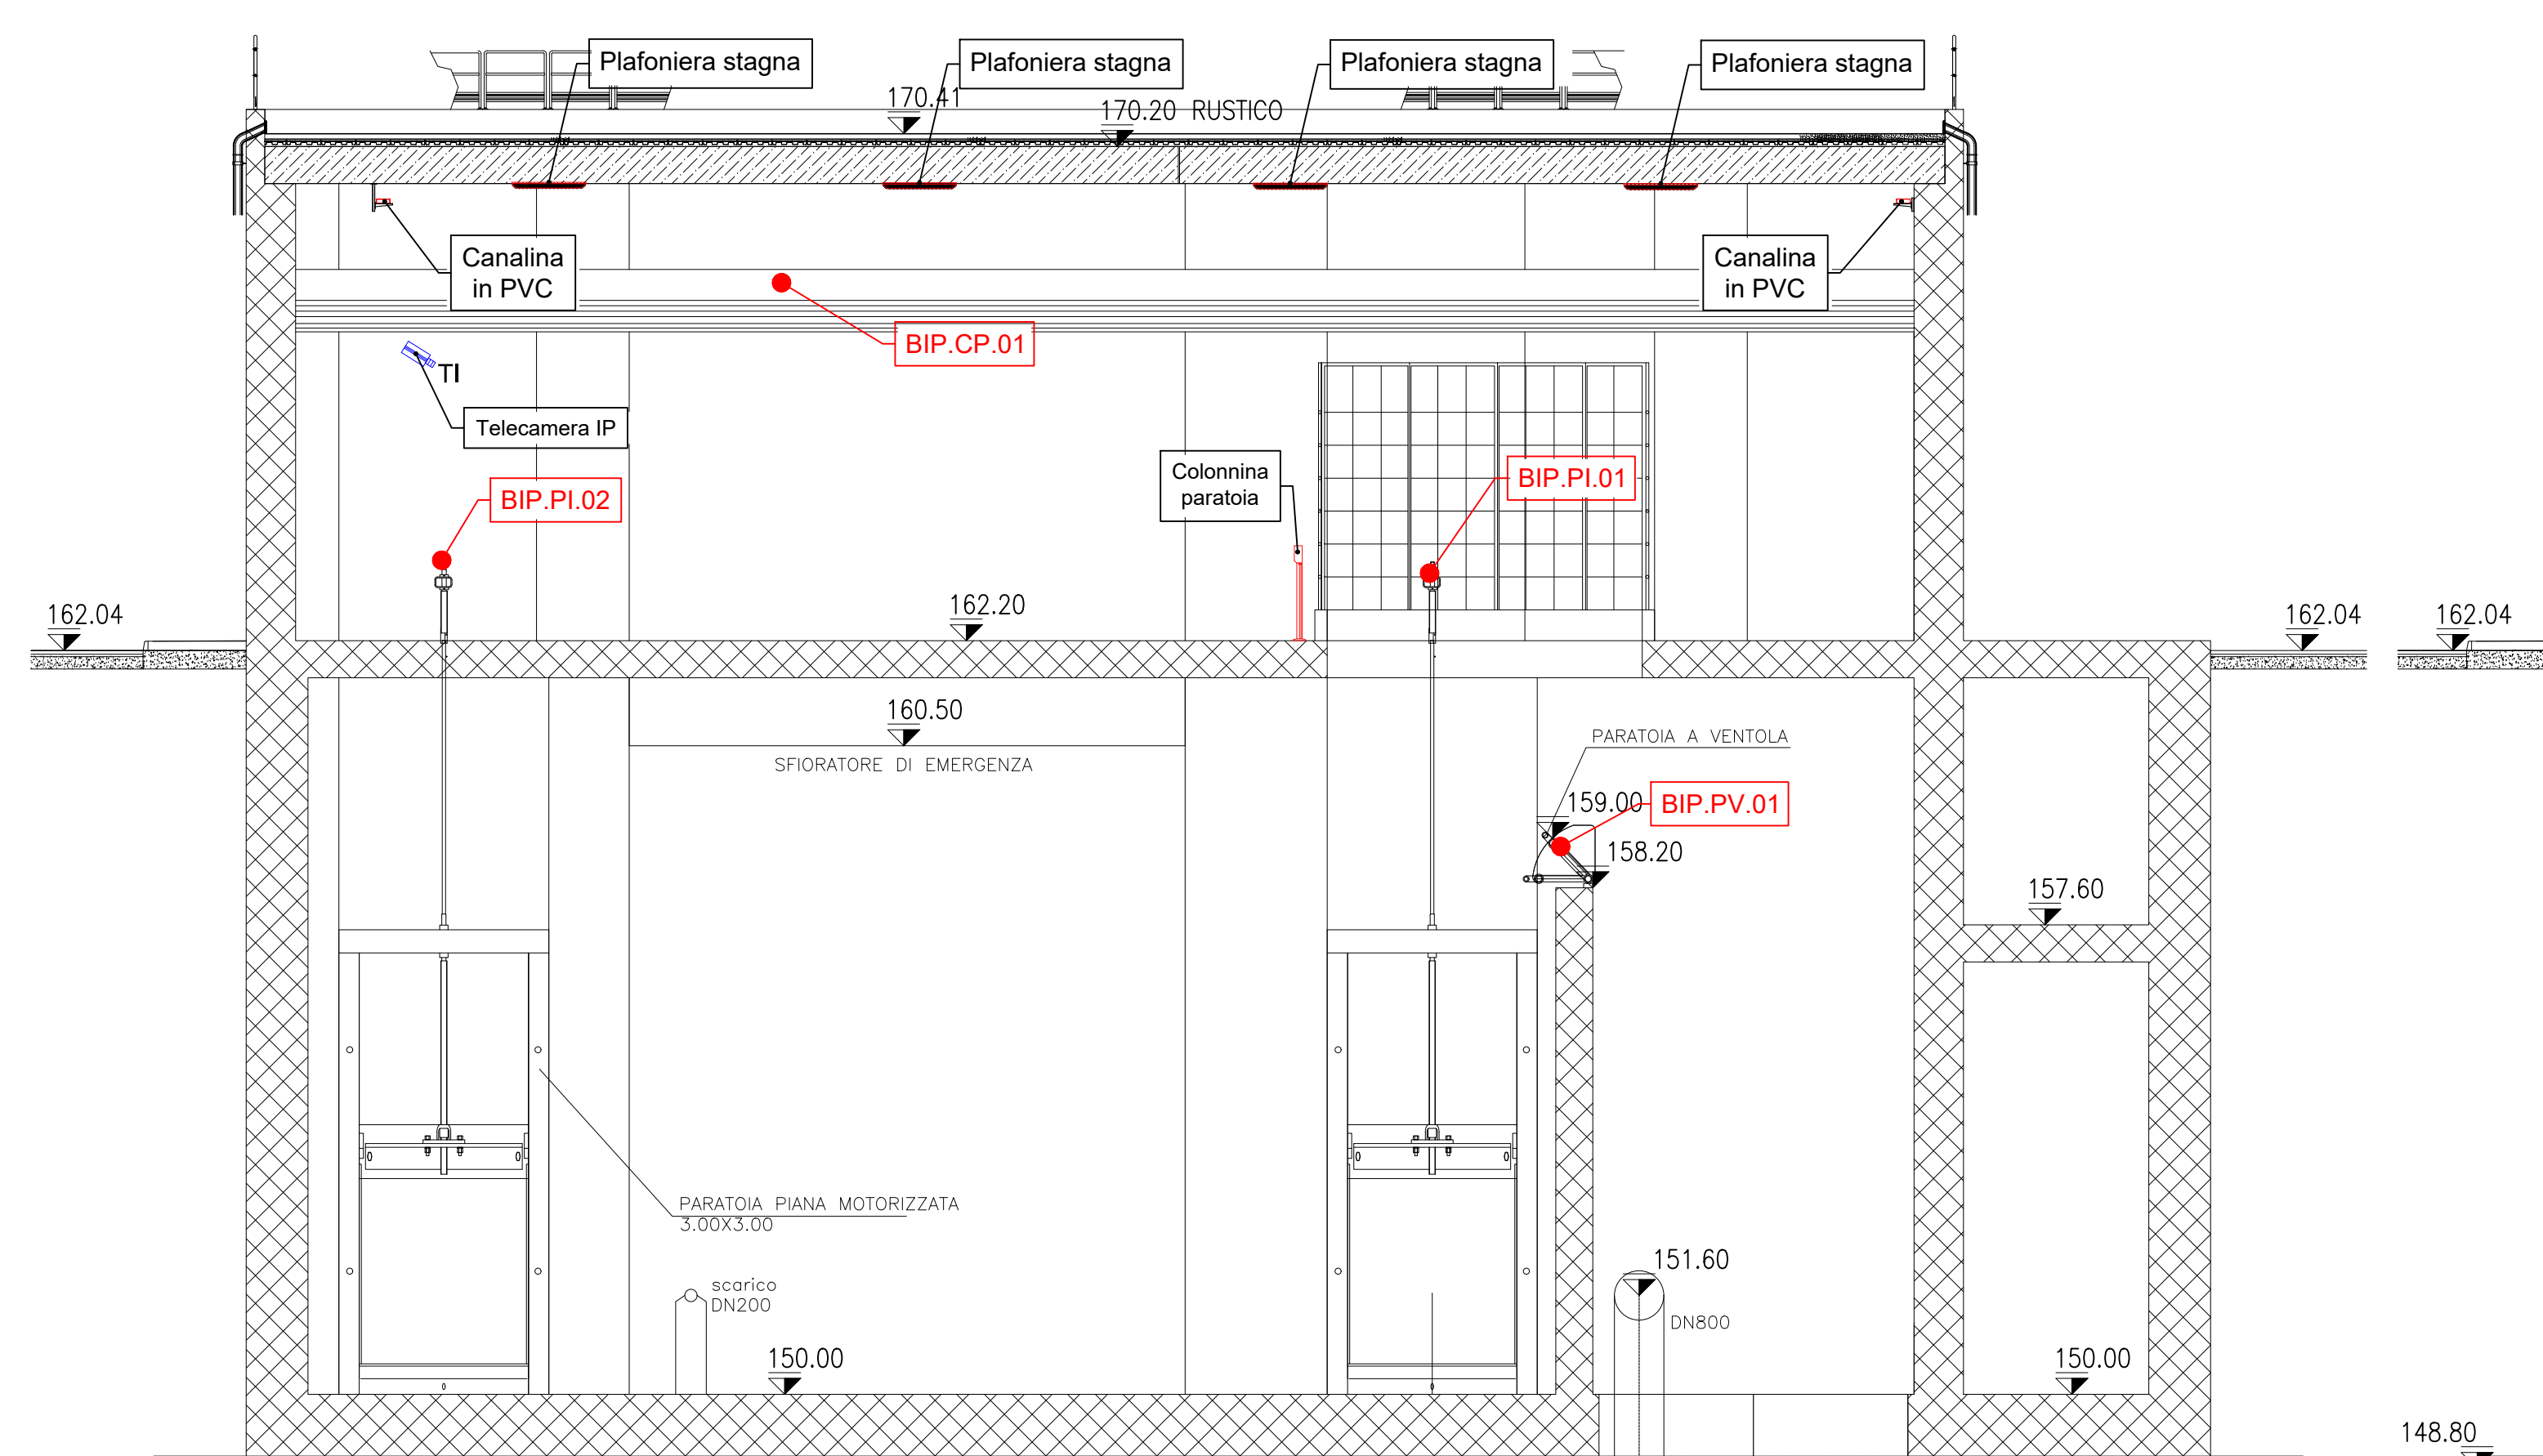 Plafoniera stagna
Plafoniera stagna
Plafoniera stagna
Plafoniera stagna
170.41
170.20 RUSTICO
Canalina
in PVC
Canalina
in PVC
BIP.CP.01
TI
Telecamera IP
BIP.PI.02
Colonnina
paratoia
BIP.PI.01
162.04
162.20
162.04
162.04
160.50
SFIORATORE DI EMERGENZA
PARATOIA A VENTOLA
159.00
BIP.PV.01
158.20
157.60
PARATOIA PIANA MOTORIZZATA
3.00X3.00
scarico
DN200
151.60
DN800
150.00
150.00
148.80